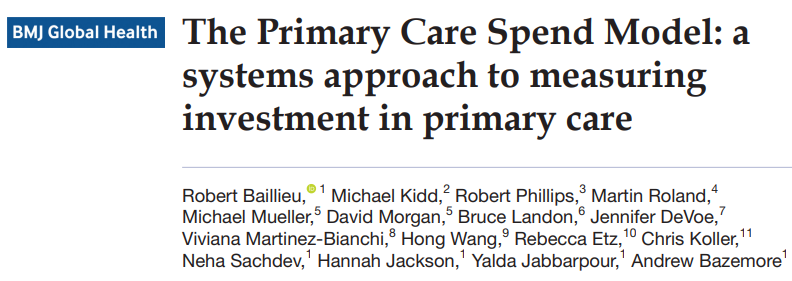 BMJ Global Health
The Primary Care Spend Model: a
systems approach to measuring
investment in primary care
Robert Baillieu, iD 1 Michael Kidd,2 Robert Phillips,3 Martin Roland,4
Michael Mueller,5 David Morgan,5 Bruce Landon,6 Jennifer DeVoe,7
Viviana Martinez-Bianchi,8 Hong Wang,9 Rebecca Etz,10 Chris Koller,11
Neha Sachdev,1 Hannah Jackson,1 Yalda Jabbarpour,1 Andrew Bazemore1